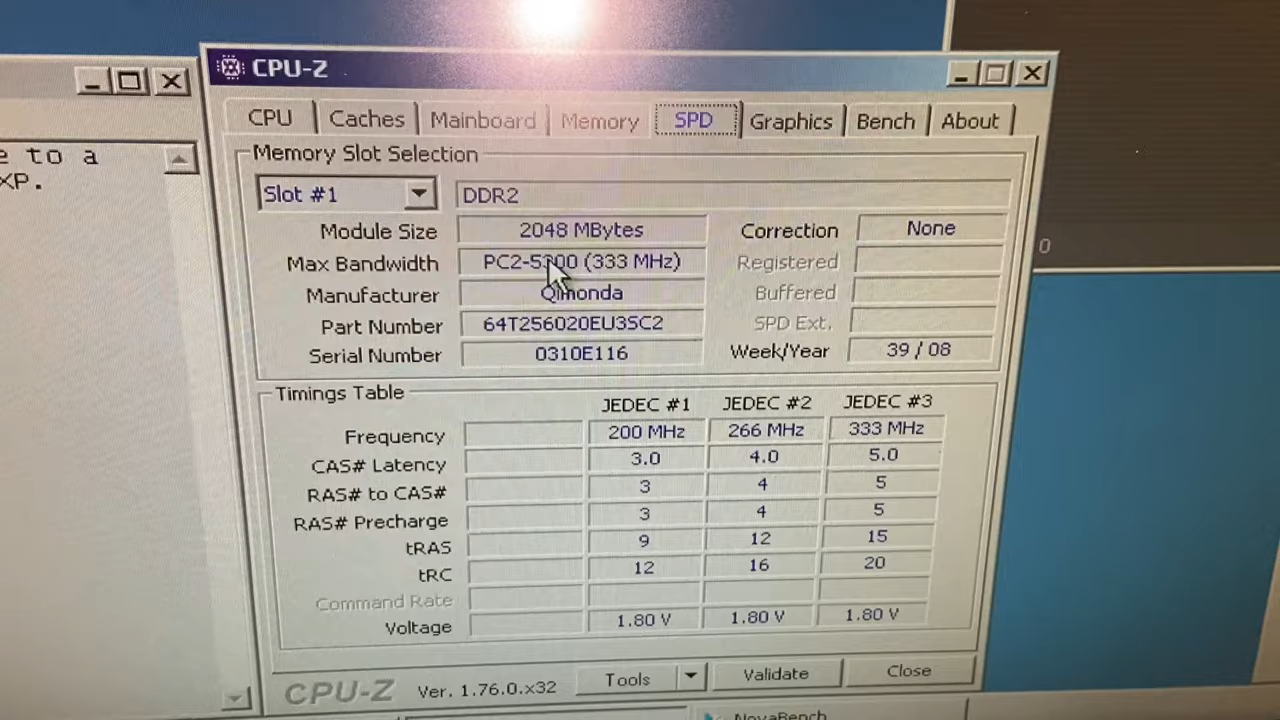 CPU-Z
e to a
XP.
CPU Caches Mainboard Memory SPD Graphics Bench About
Memory Slot Selection
Slot #1 DDR2
Module Size 2048 MBytes Correction None
Max Bandwidth PC2-5300 (333 MHz) Registered
Manufacturer Qimonda Buffered
Part Number 64T256020EU3SC2 SPD Ext.
Serial Number 0310E116 Week/Year 39 / 08
0
Timings Table
JEDEC #1 JEDEC #2 JEDEC #3
Frequency 200 MHz 266 MHz 333 MHz
CAS# Latency 3.0 4.0 5.0
RAS# to CAS# 3 4 5
RAS# Precharge 3 4 5
tRAS 9 12 15
tRC 12 16 20
Command Rate
Voltage 1.80 V 1.80 V 1.80 V
CPU-Z Ver. 1.76.0.x32 Tools Validate Close
NovaBench